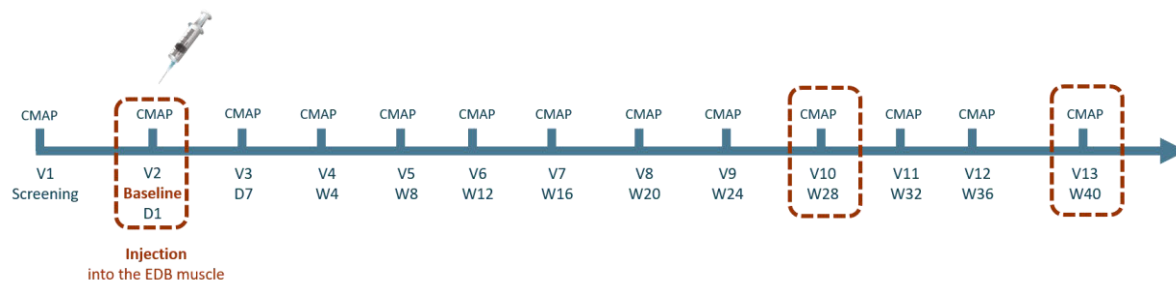 CMAP CMAP CMAP CMAP CMAP CMAP CMAP CMAP CMAP CMAP CMAP CMAP CMAP
V1 V2 V3 V4 V5 V6 V7 V8 V9 V10 V11 V12 V13
Screening Baseline D7 W4 W8 W12 W16 W20 W24 W28 W32 W36 W40
D1
Injection
into the EDB muscle